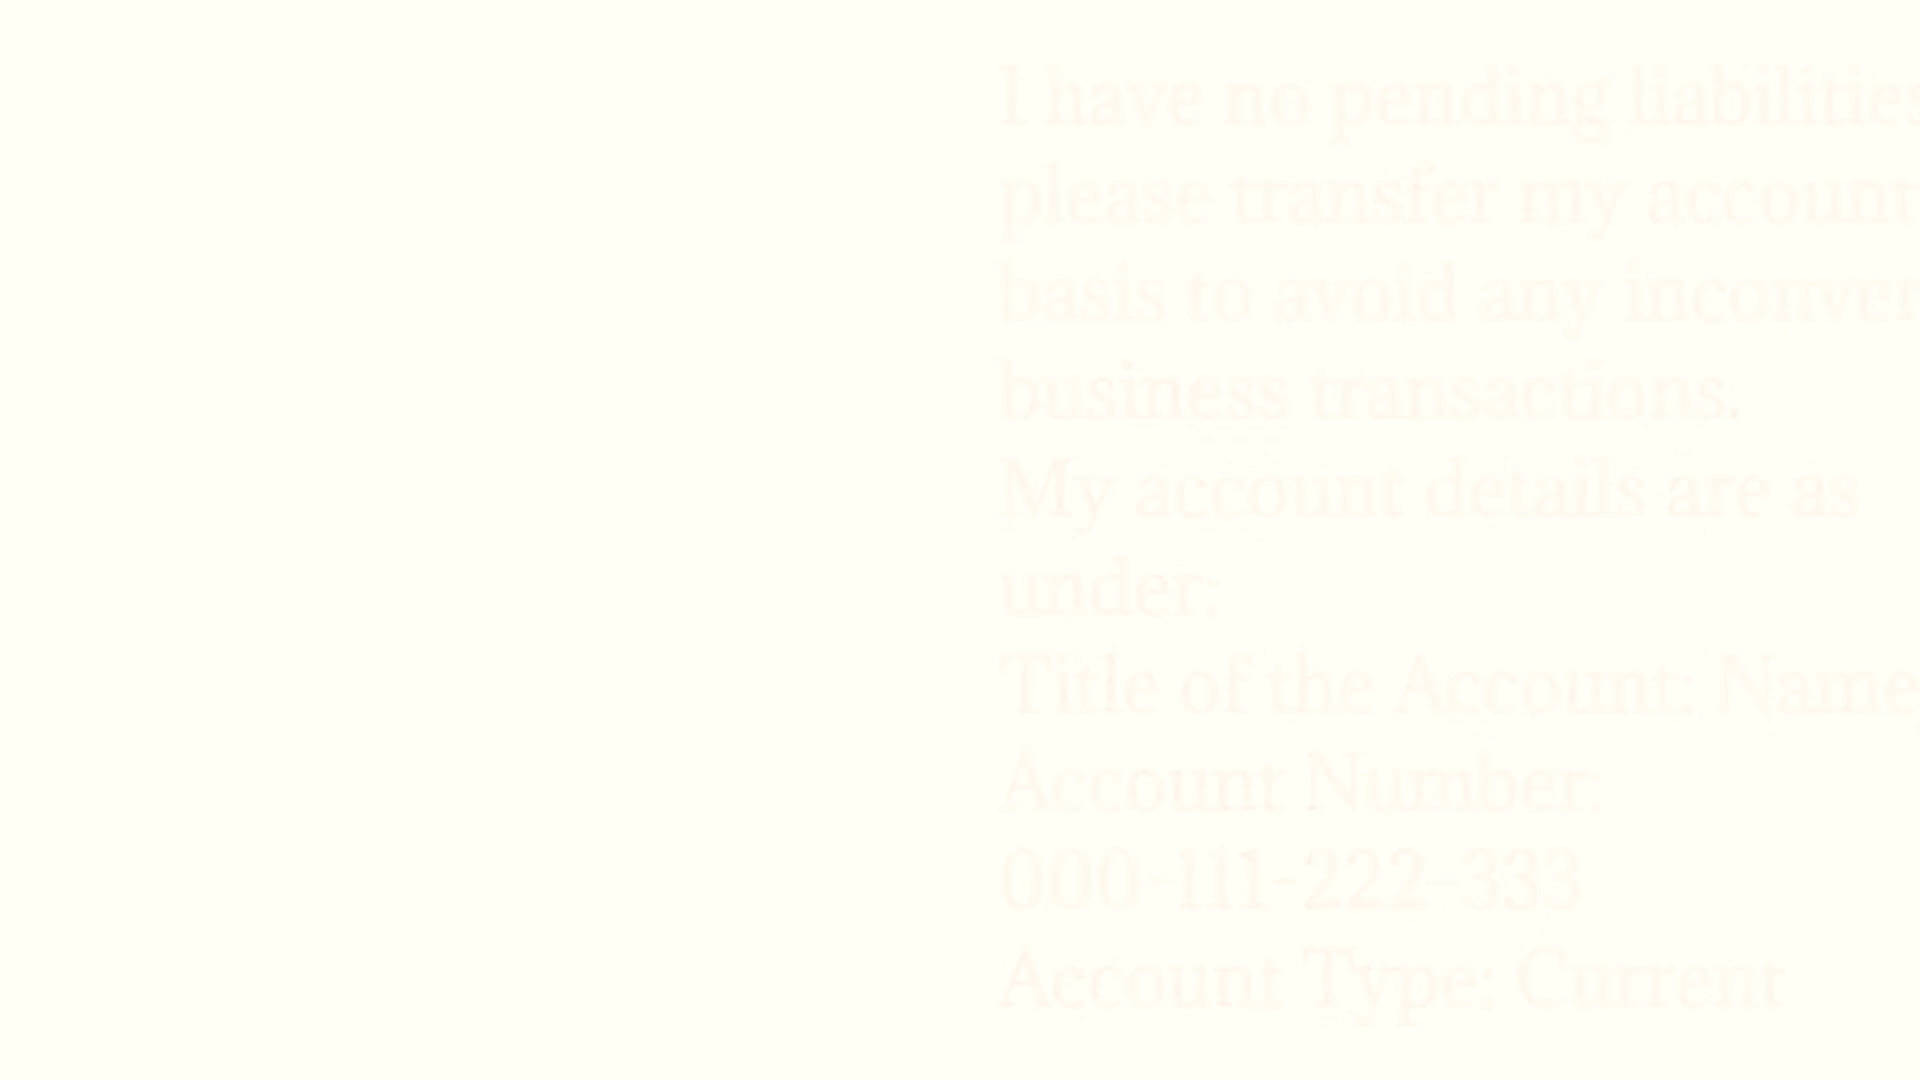 I have no pending liabilities
please transfer my account
basis to avoid any
business transactions.
My account details are as
under:
Title of the Account: Name
Account Number:
000-111-222-333
Account Type: Current